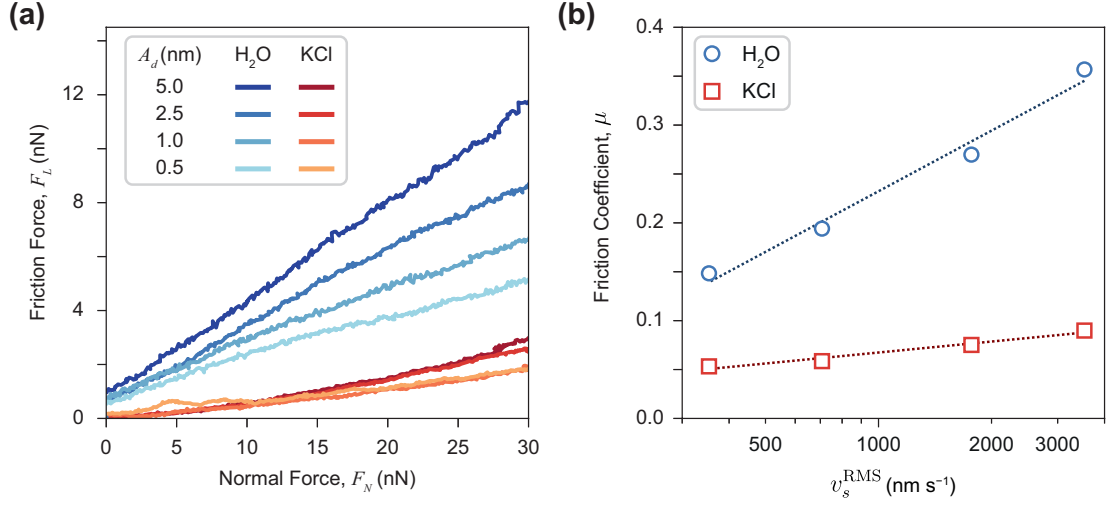 (a)
A_d (nm) H₂O KCl
5.0
2.5
1.0
0.5
12
8
4
0
0 5 10 15 20 25 30
Friction Force, F_L (nN)
Normal Force, F_N (nN)
(b)
H₂O
KCl
0.4
0.3
0.2
0.1
0.0
500 1000 2000 3000
Friction Coefficient, μ
v_s^RMS (nm s⁻¹)